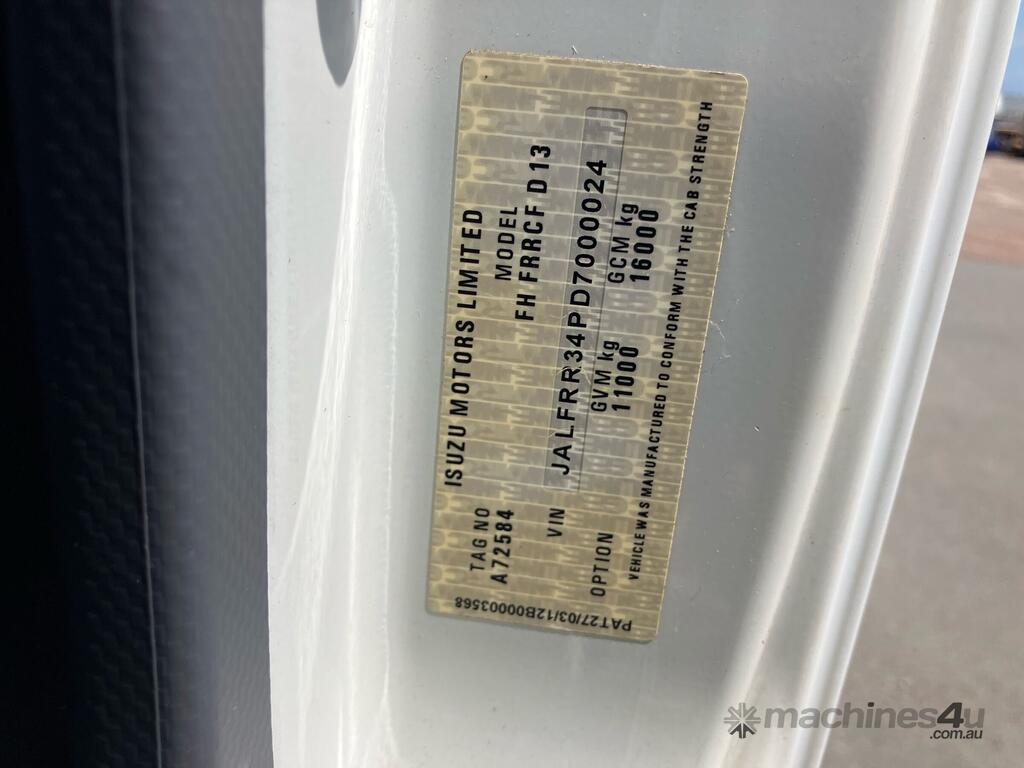 ISUZU MOTORS LIMITED
TAG NO MODEL
A72584 FH FRRCF D13
VIN JALFRR34PD7000024
GVM kg GCM kg
OPTION 11000 16000
VEHICLE WAS MANUFACTURED TO CONFORM WITH THE CAB STRENGTH
PAT27/03/12B00003568
machines4u
.com.au